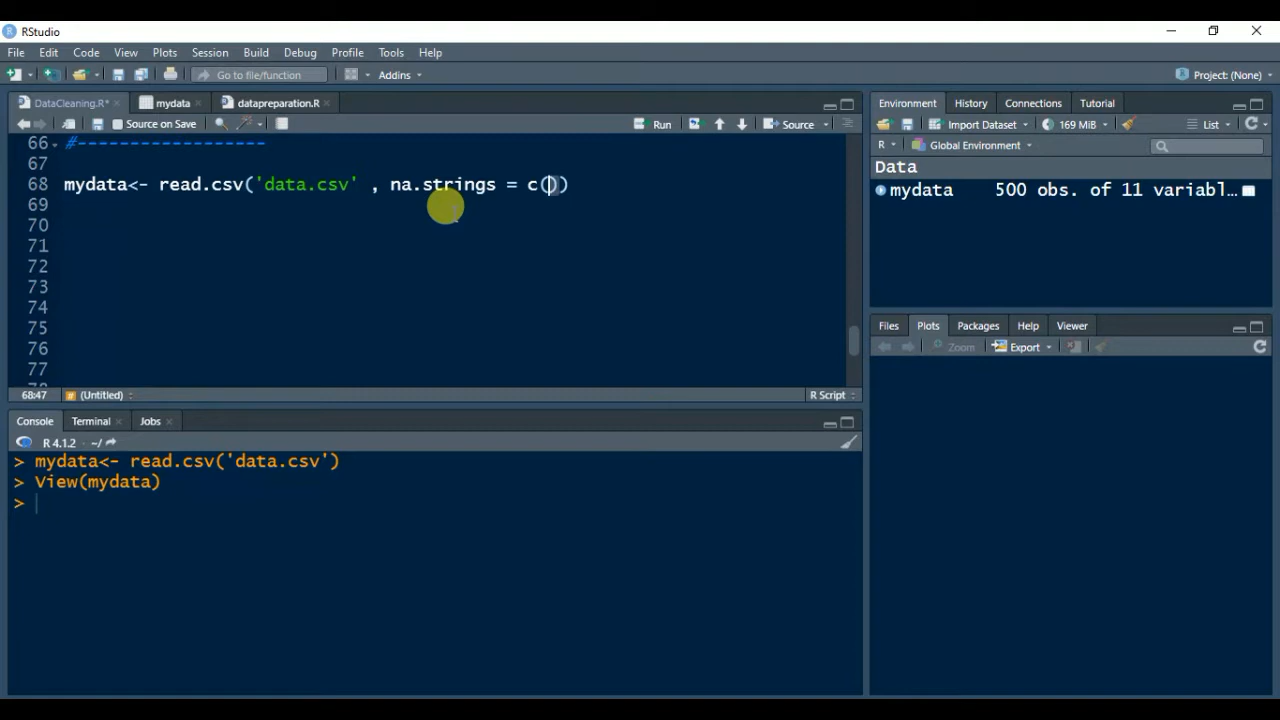 RStudio
File Edit Code View Plots Session Build Debug Profile Tools Help
Go to file/function Addins Project: (None)
DataCleaning.R* mydata datapreparation.R
Source on Save Run Source
66 #------------------
67
68 mydata<- read.csv('data.csv' , na.strings = c())
69
70
71
72
73
74
75
76
77
68:47 # (Untitled) R Script
Console Terminal Jobs
R 4.1.2 · ~/
> mydata<- read.csv('data.csv')
> View(mydata)
>
Environment History Connections Tutorial
Import Dataset 169 MiB List
R Global Environment
Data
mydata 500 obs. of 11 variabl…
Files Plots Packages Help Viewer
Zoom Export